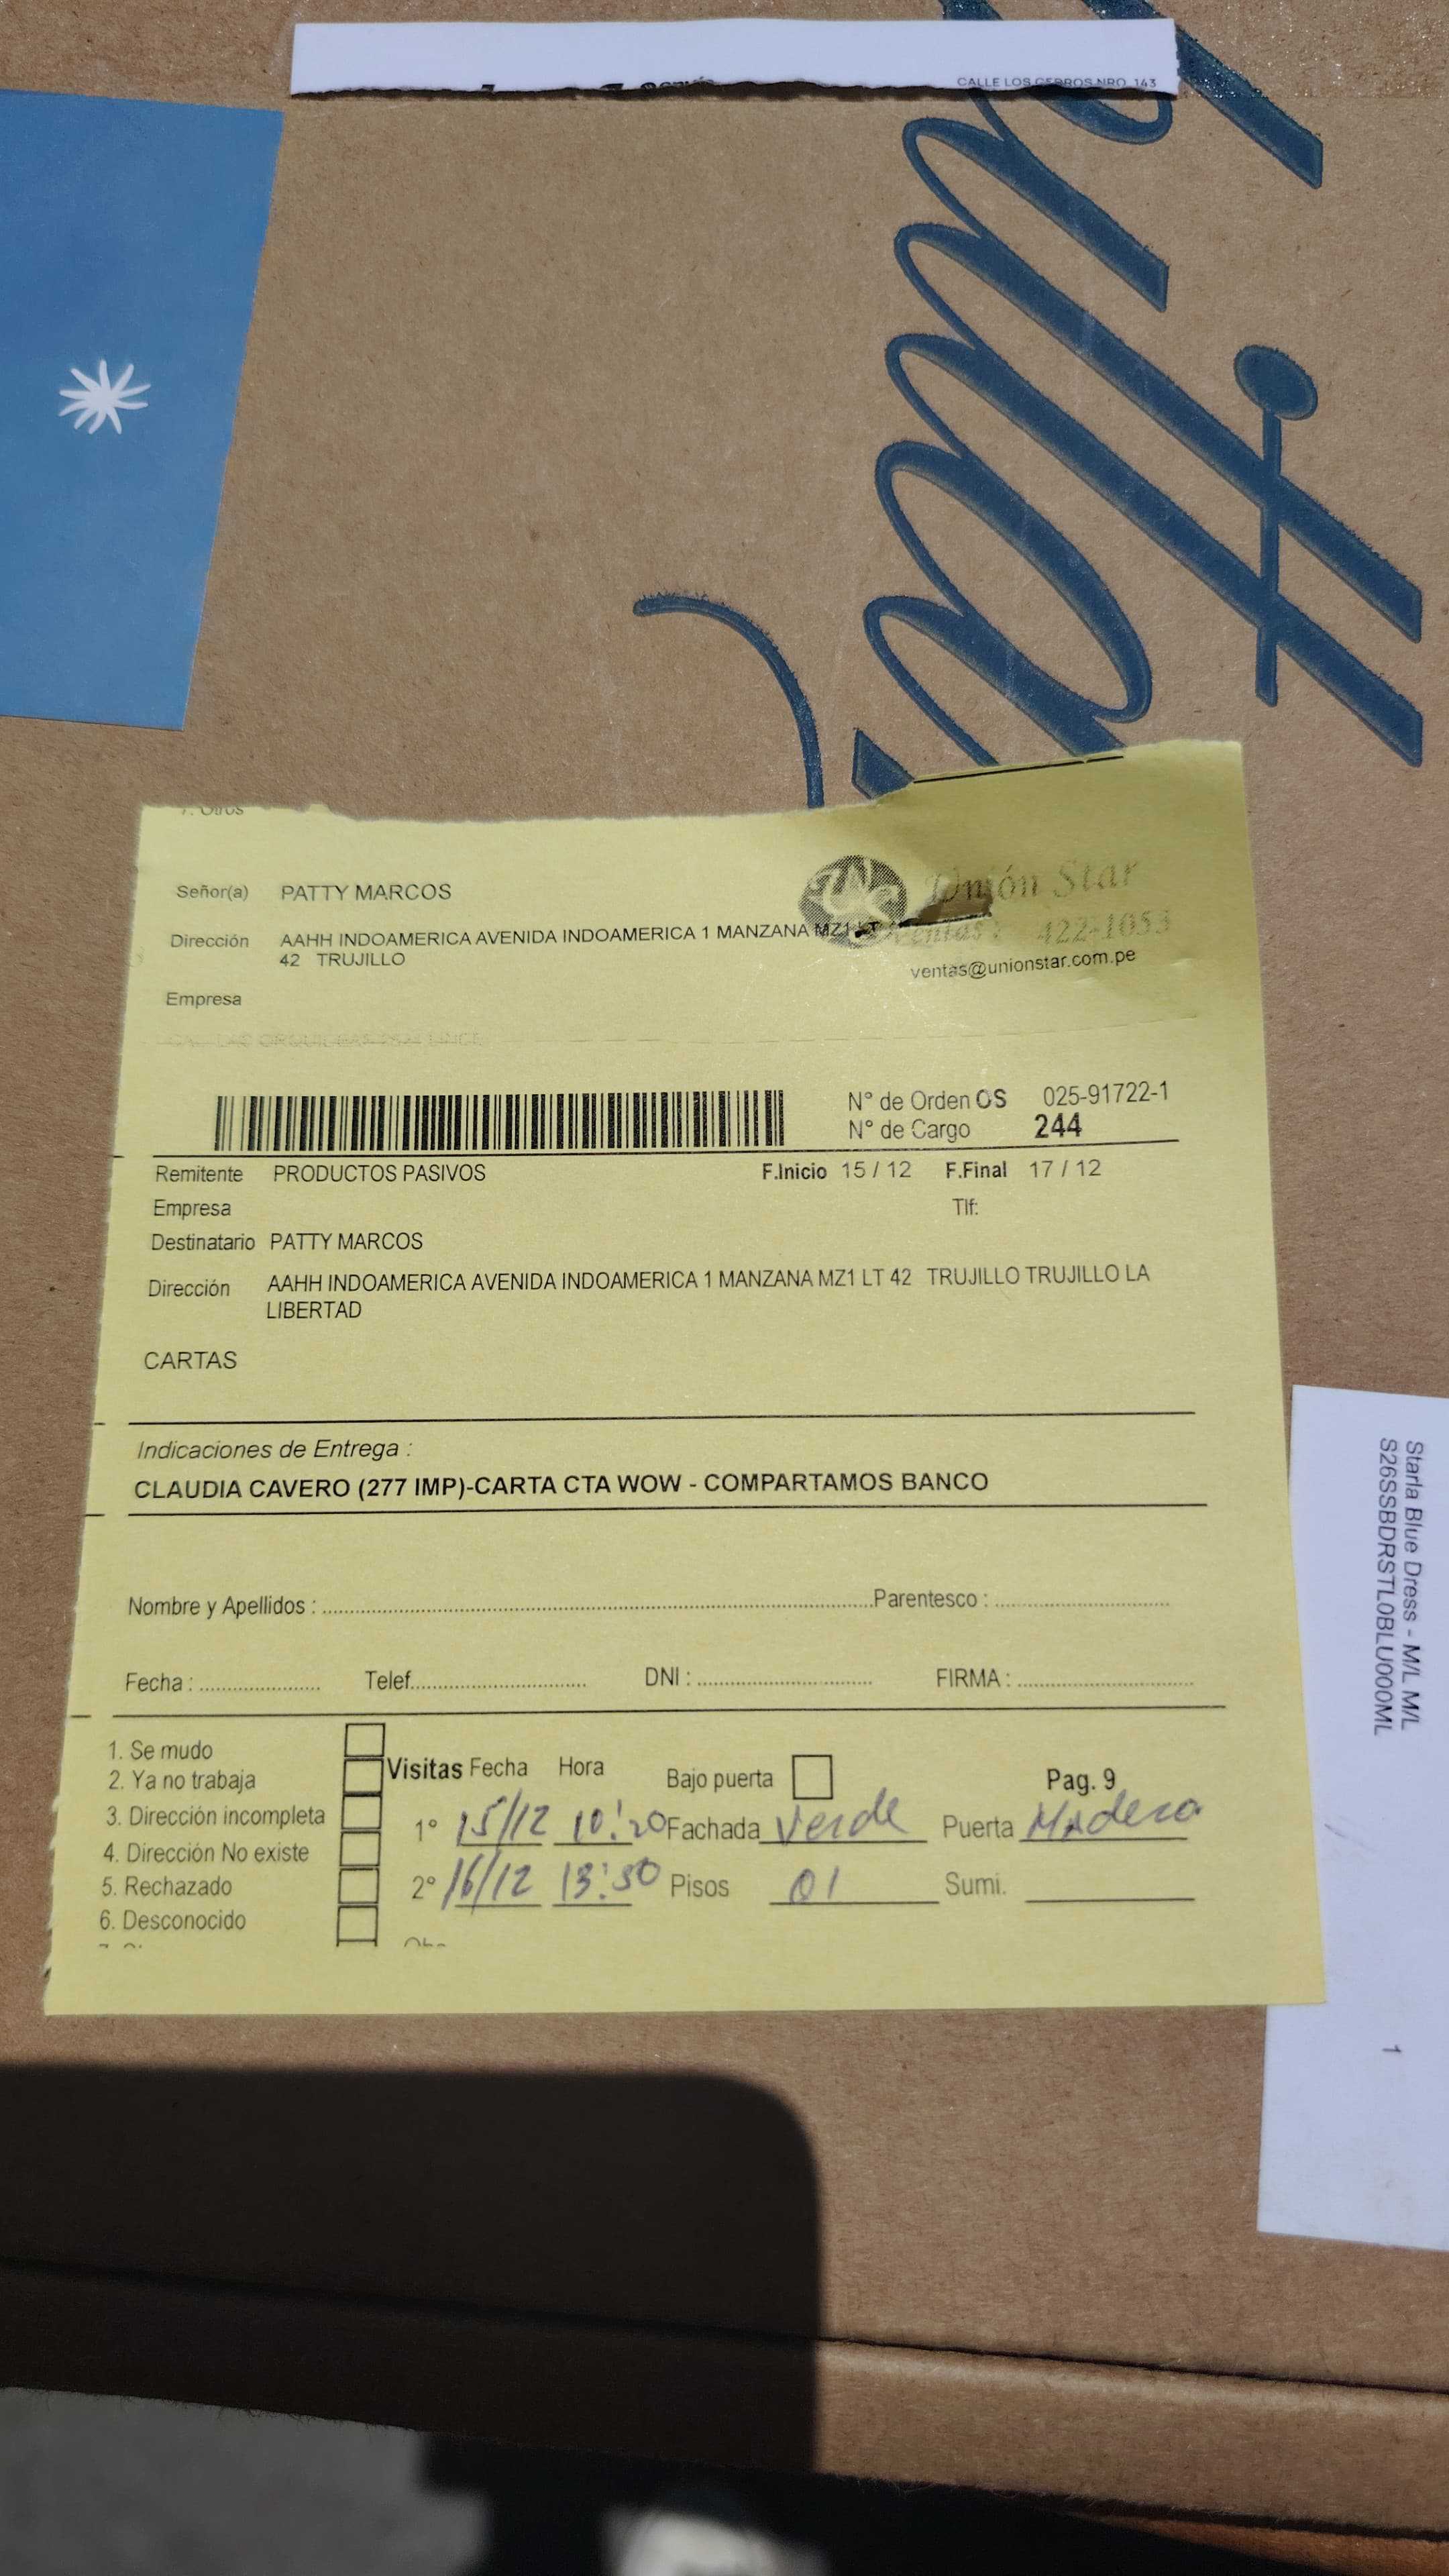 CALLE LOS CERROS NRO. 143
7. Otros
Señor(a) PATTY MARCOS
Dirección AAHH INDOAMERICA AVENIDA INDOAMERICA 1 MANZANA MZ1 LT
42 TRUJILLO
Unión Star
Ventas: 422-1053
ventas@unionstar.com.pe
Empresa
N° de Orden OS 025-91722-1
N° de Cargo 244
Remitente PRODUCTOS PASIVOS F.Inicio 15 / 12 F.Final 17 / 12
Empresa Tlf:
Destinatario PATTY MARCOS
Dirección AAHH INDOAMERICA AVENIDA INDOAMERICA 1 MANZANA MZ1 LT 42 TRUJILLO TRUJILLO LA
LIBERTAD
CARTAS
Indicaciones de Entrega :
CLAUDIA CAVERO (277 IMP)-CARTA CTA WOW - COMPARTAMOS BANCO
Nombre y Apellidos : Parentesco :
Fecha : Telef. DNI : FIRMA :
1. Se mudo
2. Ya no trabaja
3. Dirección incompleta
4. Dirección No existe
5. Rechazado
6. Desconocido
Visitas Fecha Hora Bajo puerta Pag. 9
1° 15/12 10:20 Fachada Verde Puerta Madera
2° 16/12 13:30 Pisos 01 Sumi.
Starla Blue Dress - M/L M/L
S26SSBDRSTL0BLU000ML
1